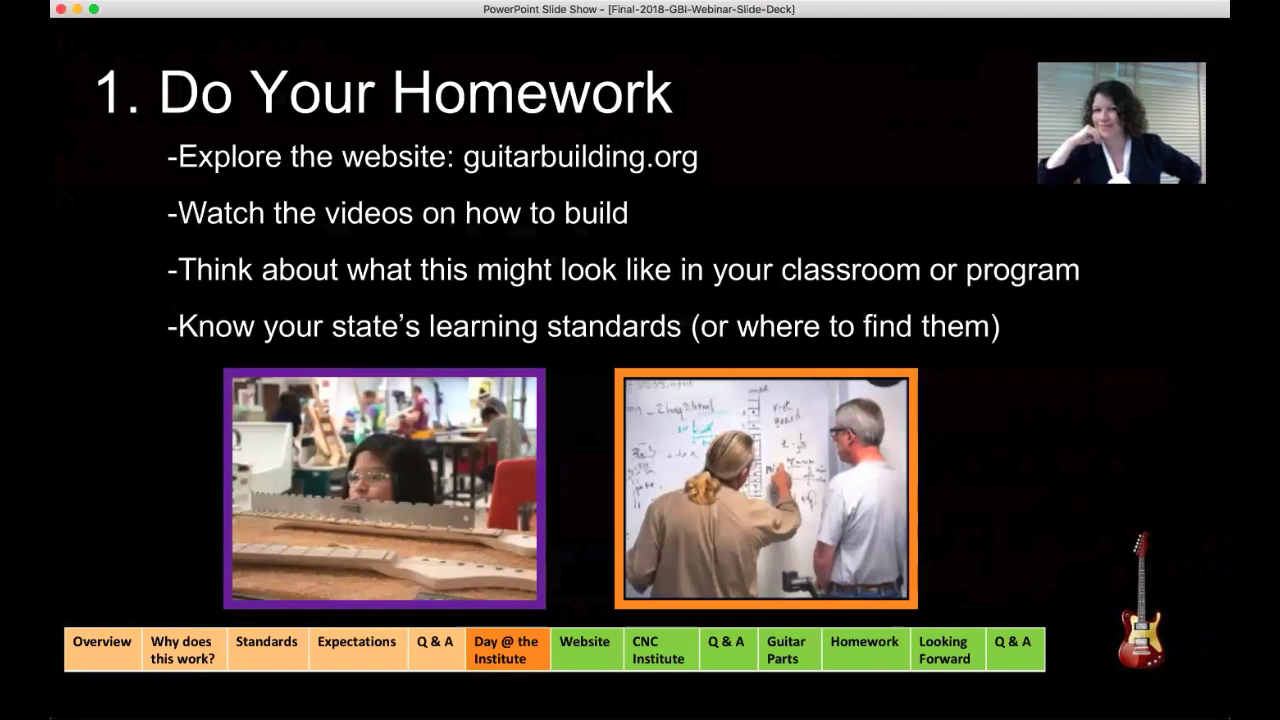 PowerPoint Slide Show - [Final-2018-GBI-Webinar-Slide-Deck]
1. Do Your Homework
-Explore the website: guitarbuilding.org
-Watch the videos on how to build
-Think about what this might look like in your classroom or program
-Know your state's learning standards (or where to find them)
Overview
Why does
this work?
Standards
Expectations
Q & A
Day @ the
Institute
Website
CNC
Institute
Q & A
Guitar
Parts
Homework
Looking
Forward
Q & A